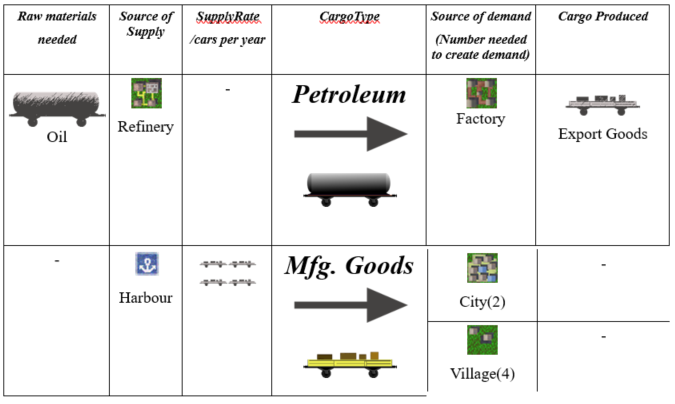 Raw materials
needed
Source of
Supply
SupplyRate
/cars per year
CargoType
Source of demand
(Number needed
to create demand)
Cargo Produced
Oil
Refinery
-
Petroleum
Factory
Export Goods
-
Harbour
Mfg. Goods
City(2)
-
Village(4)
-